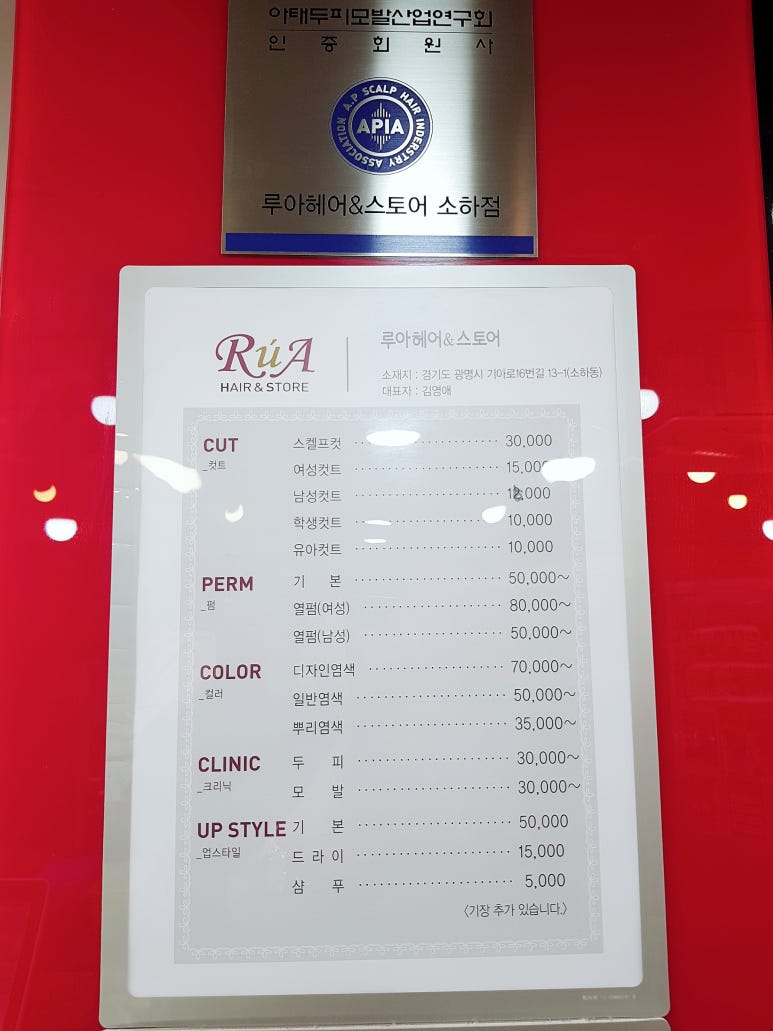 아태두피모발산업연구회
인 증 회 원 사
A.P SCALP HAIR INDERSTRY ASSOCIATION
APIA
루아헤어&스토어 소하점
RúA
HAIR & STORE
루아헤어&스토어
소재지 : 경기도 광명시 기아로16번길 13-1(소하동)
대표자 : 김영애
CUT
_컷트
스켈프컷 30,000
여성컷트 15,000
남성컷트
학생컷트 10,000
유아컷트 10,000
PERM
_펌
기 본 50,000~
열펌(여성) 80,000~
열펌(남성) 50,000~
COLOR
_컬러
디자인염색 70,000~
일반염색 50,000~
뿌리염색 35,000~
CLINIC
_크리닉
두 피 30,000~
모 발 30,000~
UP STYLE
_업스타일
기 본 50,000
드 라 이 15,000
샴 푸 5,000
〈기장 추가 있습니다.〉